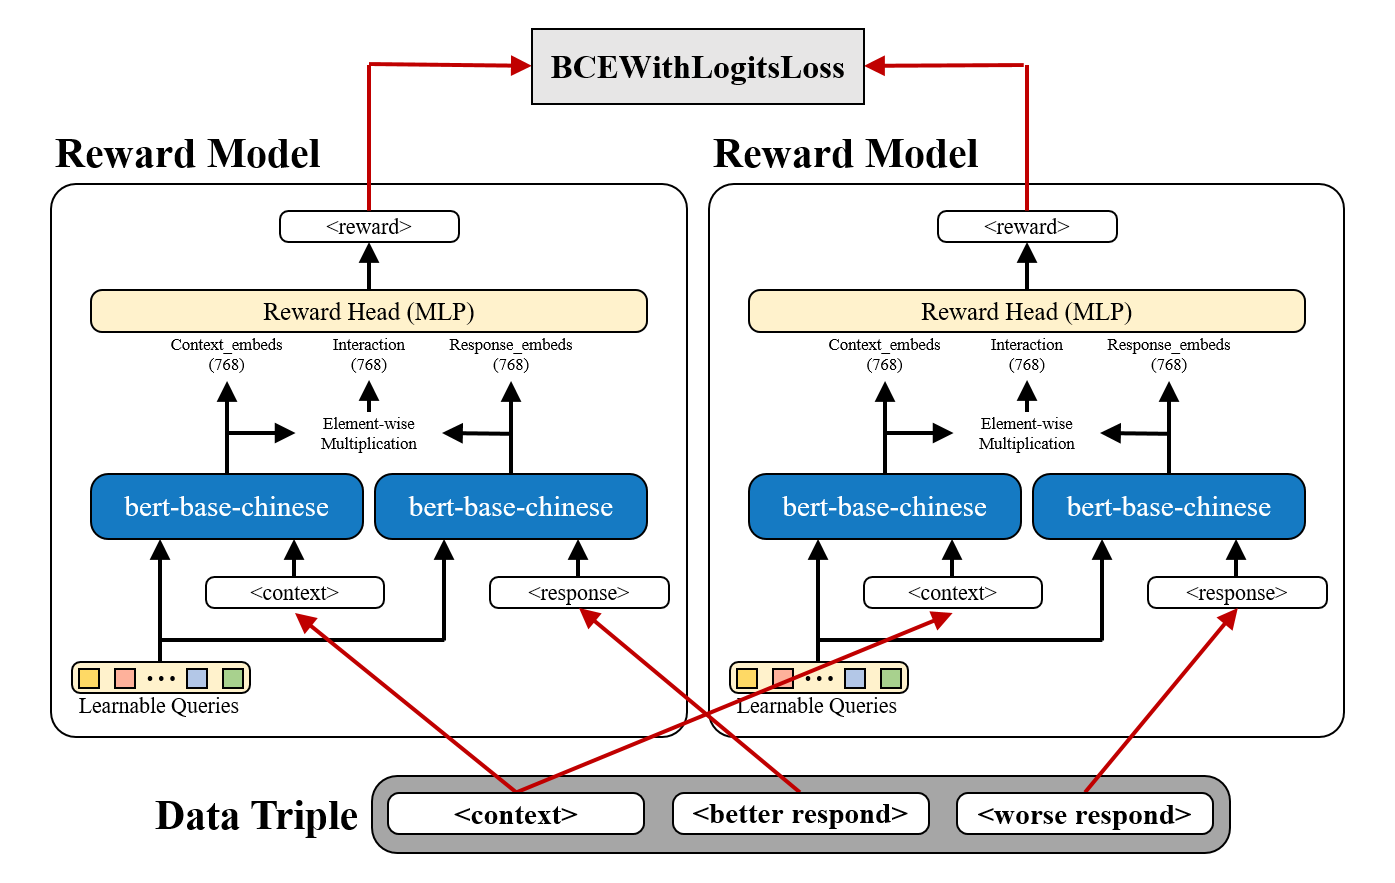 BCEWithLogitsLoss
Reward Model
<reward>
Reward Head (MLP)
Context_embeds
(768)
Interaction
(768)
Response_embeds
(768)
Element-wise
Multiplication
bert-base-chinese
bert-base-chinese
<context>
<response>
Learnable Queries
Reward Model
<reward>
Reward Head (MLP)
Context_embeds
(768)
Interaction
(768)
Response_embeds
(768)
Element-wise
Multiplication
bert-base-chinese
bert-base-chinese
<context>
<response>
Learnable Queries
Data Triple
<context>
<better respond>
<worse respond>